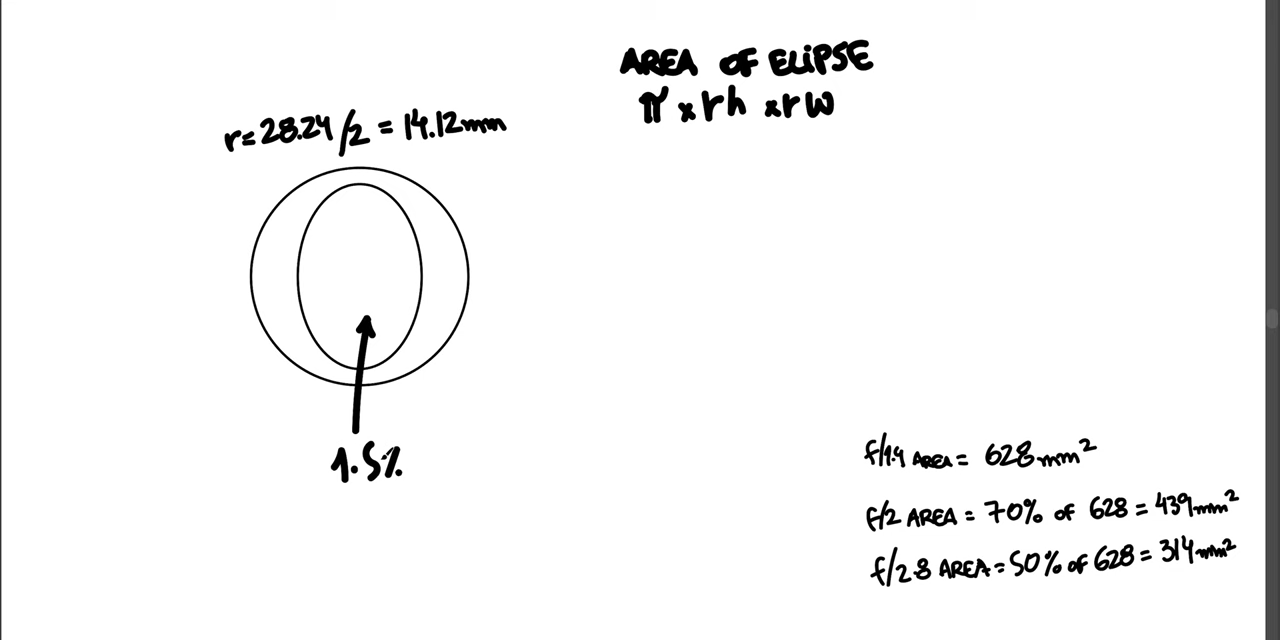 AREA OF ELIPSE
π x rh x rw
r= 28.24/2 = 14.12mm
1.5%
f/1.4 AREA = 628mm²
f/2 AREA = 70% OF 628 = 439mm²
f/2.8 AREA = 50% OF 628 = 314mm²